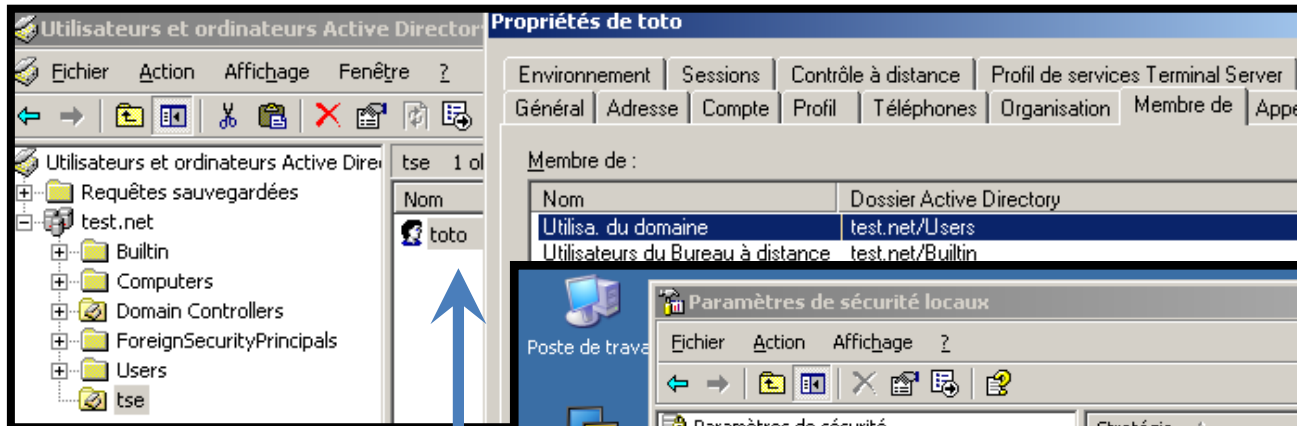 Utilisateurs et ordinateurs Active Director
Fichier Action Affichage Fenêtre ?
Utilisateurs et ordinateurs Active Dire
Requêtes sauvegardées
test.net
Builtin
Computers
Domain Controllers
ForeignSecurityPrincipals
Users
tse
tse 1 ol
Nom
toto
Propriétés de toto
Environnement Sessions Contrôle à distance Profil de services Terminal Server
Général Adresse Compte Profil Téléphones Organisation Membre de Appe
Membre de :
Nom Dossier Active Directory
Utilisa. du domaine test.net/Users
Utilisateurs du Bureau à distance test.net/Builtin
Poste de trava
Paramètres de sécurité locaux
Fichier Action Affichage ?
Paramètres de sécurité
Stratégie